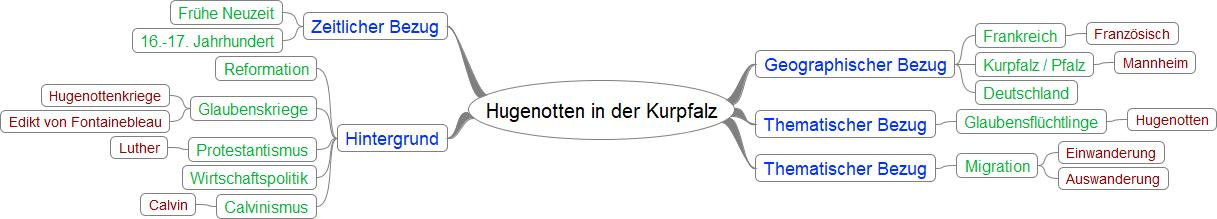 Hugenotten in der Kurpfalz
Zeitlicher Bezug
Frühe Neuzeit
16.-17. Jahrhundert
Hintergrund
Reformation
Glaubenskriege
Hugenottenkriege
Edikt von Fontainebleau
Protestantismus
Luther
Wirtschaftspolitik
Calvinismus
Calvin
Geographischer Bezug
Frankreich
Französisch
Kurpfalz / Pfalz
Mannheim
Deutschland
Thematischer Bezug
Glaubensflüchtlinge
Hugenotten
Thematischer Bezug
Migration
Einwanderung
Auswanderung